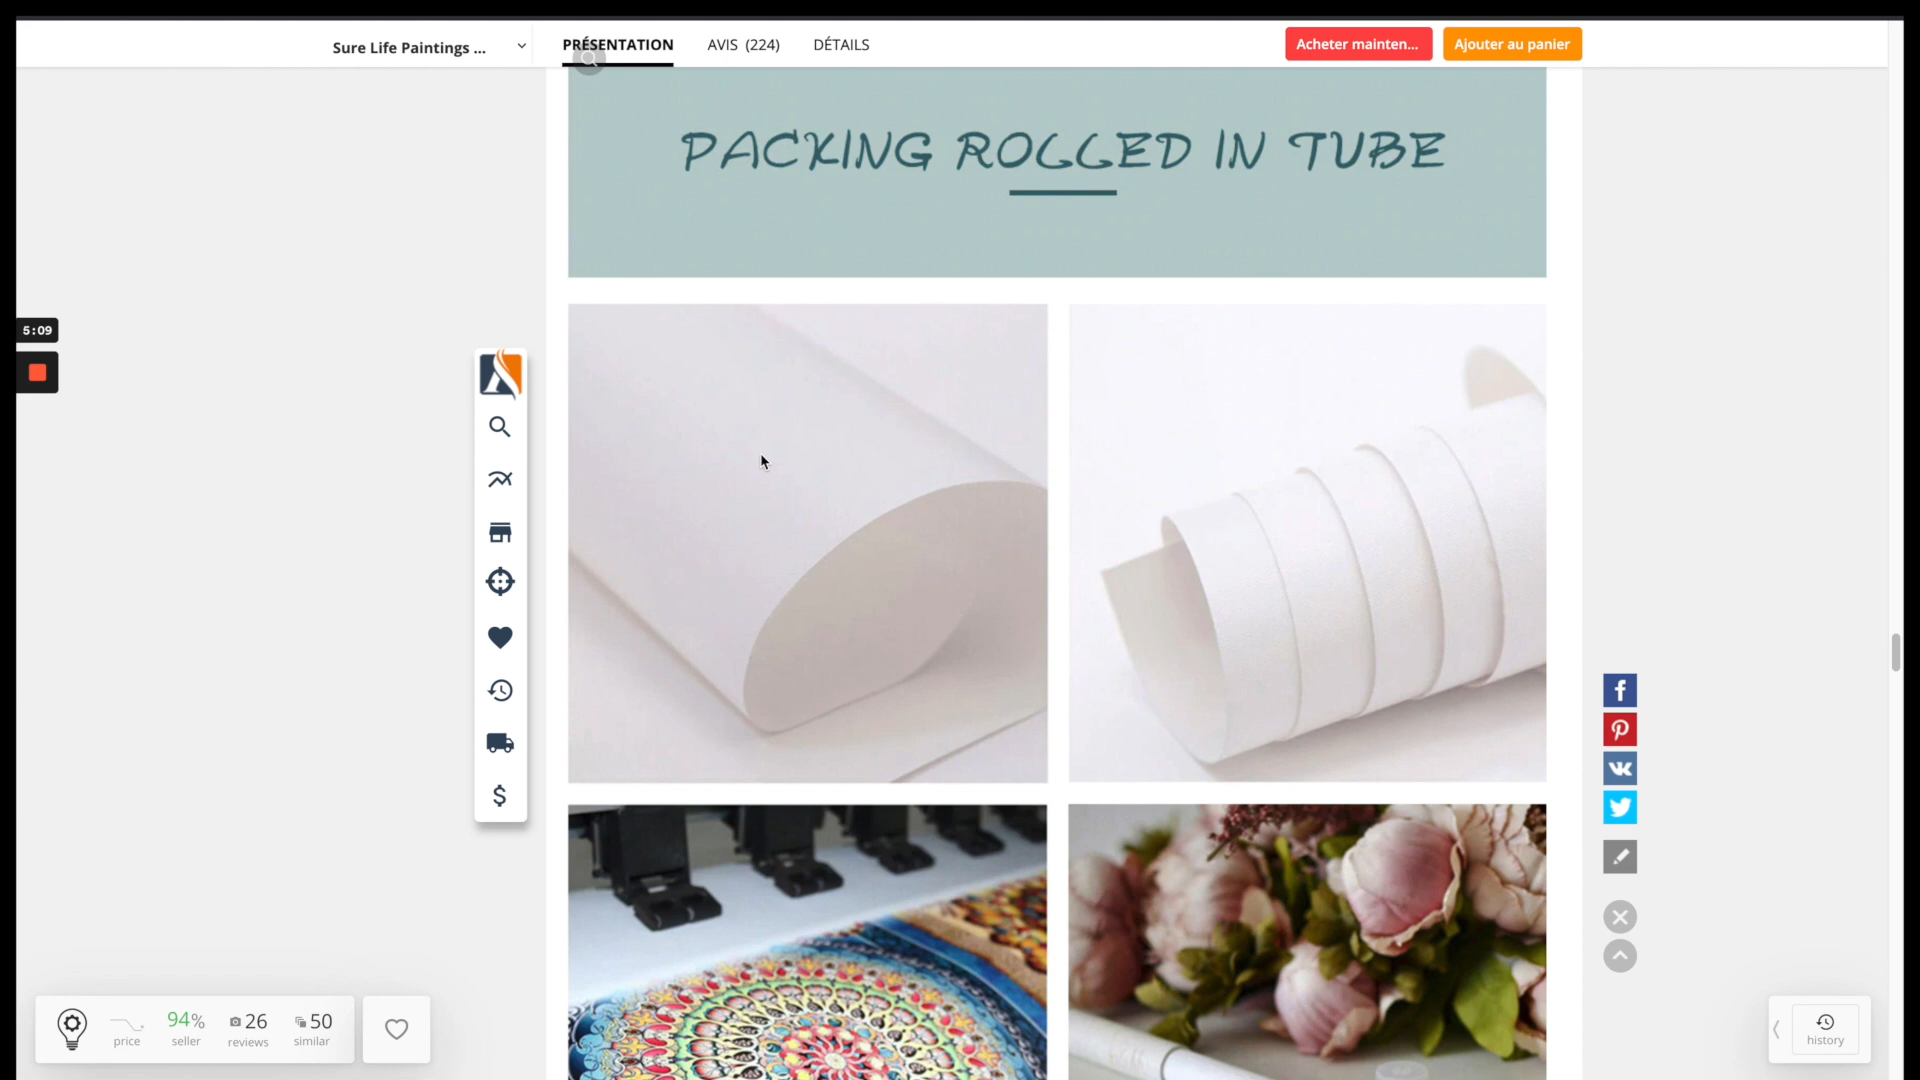 Sure Life Paintings ...
PRÉSENTATION
AVIS (224)
DÉTAILS
Acheter mainten...
Ajouter au panier
PACKING ROLLED IN TUBE
5:09
94%
seller
price
26
reviews
50
similar
history